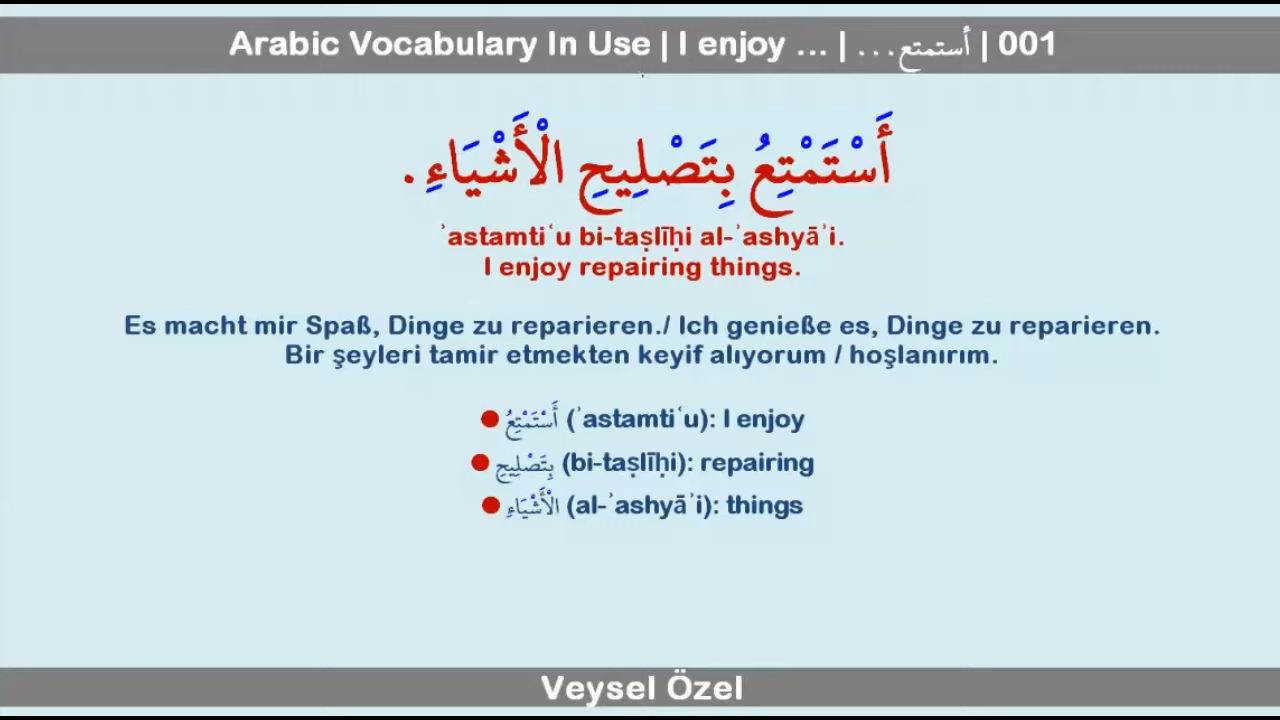 Arabic Vocabulary In Use | I enjoy ... | أستمتع... | 001
أَسْتَمْتِعُ بِتَصْلِيحِ الْأَشْيَاءِ.
ʾastamtiʿu bi-taṣlīḥi al-ʾashyāʾi.
I enjoy repairing things.
Es macht mir Spaß, Dinge zu reparieren./ Ich genieße es, Dinge zu reparieren.
Bir şeyleri tamir etmekten keyif alıyorum / hoşlanırım.
● أَسْتَمْتِعُ (ʾastamtiʿu): I enjoy
● بِتَصْلِيحِ (bi-taṣlīḥi): repairing
● الْأَشْيَاءِ (al-ʾashyāʾi): things
Veysel Özel